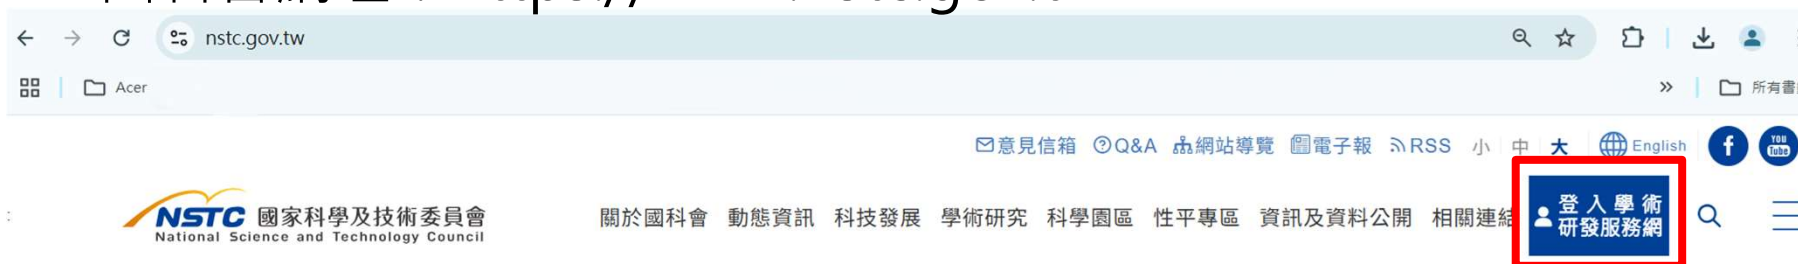 nstc.gov.tw
Acer
所有書
意見信箱 Q&A 網站導覽 電子報 RSS 小 中 大 English f You Tube
NSTC 國家科學及技術委員會
National Science and Technology Council
關於國科會 動態資訊 科技發展 學術研究 科學園區 性平專區 資訊及資料公開 相關連結
登入學術
研發服務網